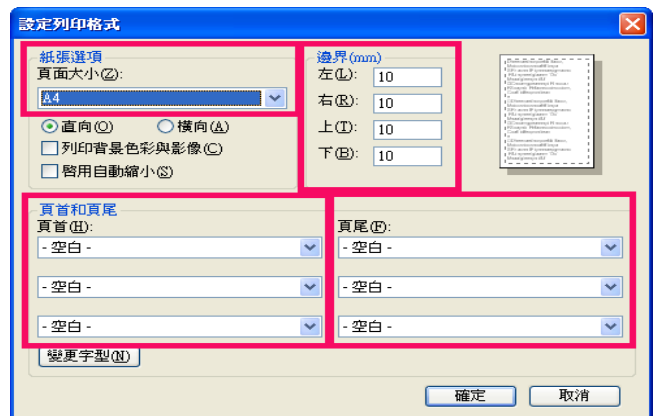 設定列印格式
紙張選項
頁面大小(Z):
A4
直向(O) 橫向(A)
列印背景色彩與影像(C)
啓用自動縮小(S)
邊界(mm)
左(L): 10
右(R): 10
上(T): 10
下(B): 10
頁首和頁尾
頁首(H): 頁尾(F):
- 空白 - - 空白 -
- 空白 - - 空白 -
- 空白 - - 空白 -
變更字型(N)
確定 取消